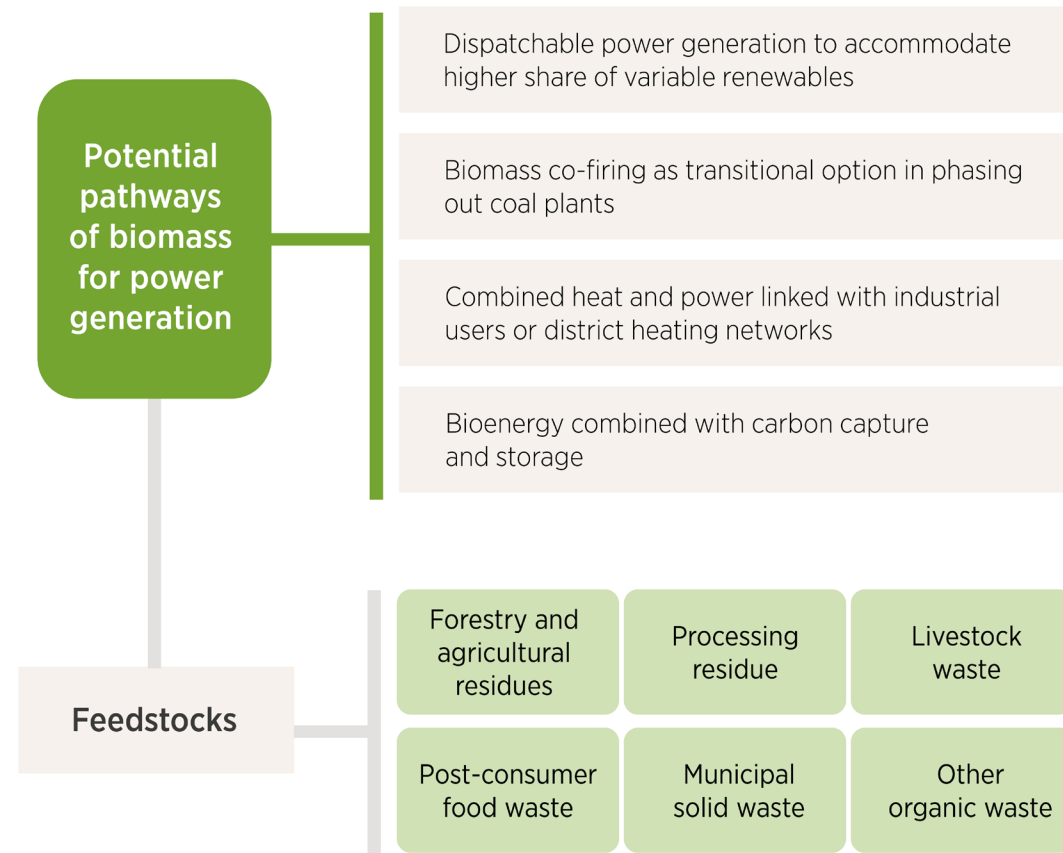 Potential
pathways
of biomass
for power
generation
Dispatchable power generation to accommodate
higher share of variable renewables
Biomass co-firing as transitional option in phasing
out coal plants
Combined heat and power linked with industrial
users or district heating networks
Bioenergy combined with carbon capture
and storage
Feedstocks
Forestry and
agricultural
residues
Processing
residue
Livestock
waste
Post-consumer
food waste
Municipal
solid waste
Other
organic waste